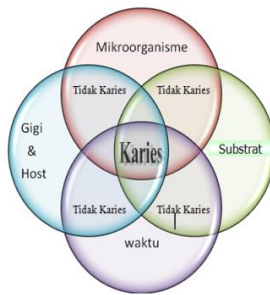 Mikroorganisme
Tidak Karies
Tidak Karies
Gigi
&
Host
Karies
Substrat
Tidak Karies
Tidak Karies
waktu